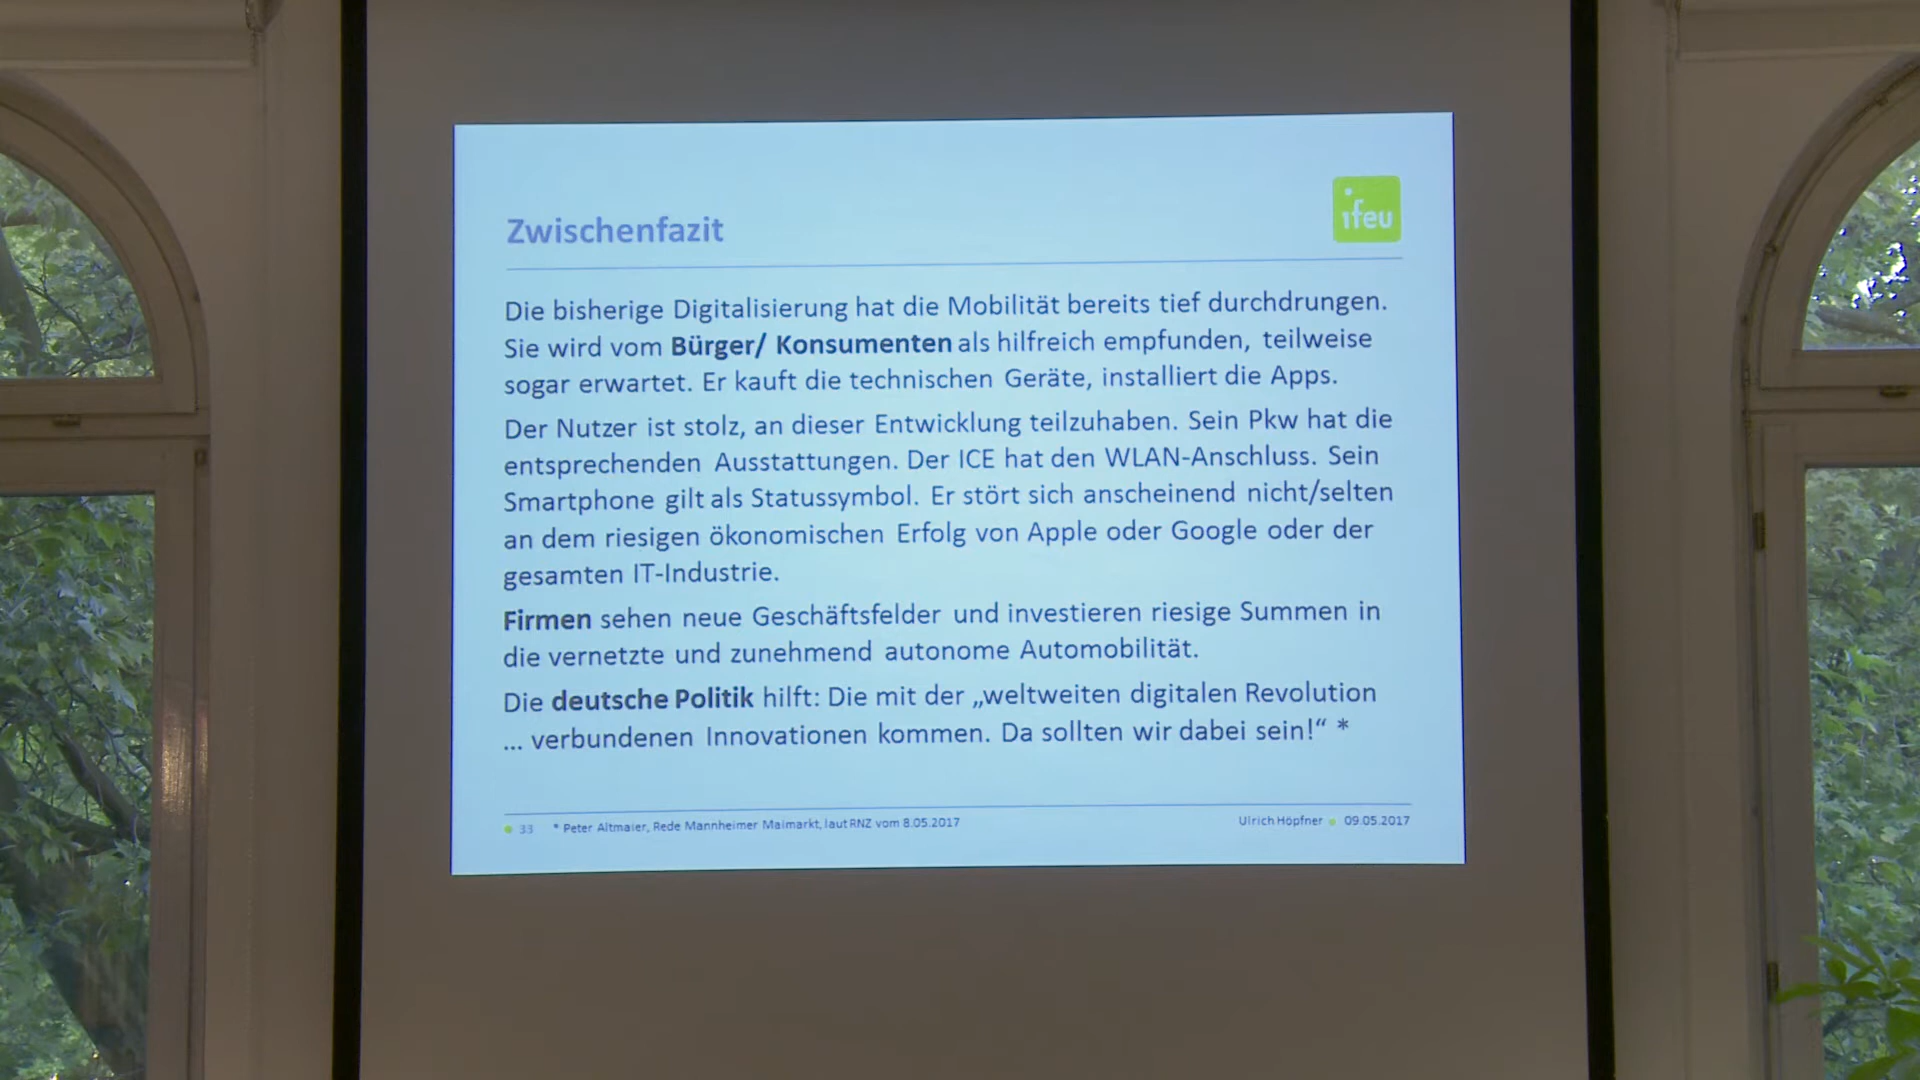 Zwischenfazit
ifeu
Die bisherige Digitalisierung hat die Mobilität bereits tief durchdrungen.
Sie wird vom Bürger/ Konsumenten als hilfreich empfunden, teilweise
sogar erwartet. Er kauft die technischen Geräte, installiert die Apps.
Der Nutzer ist stolz, an dieser Entwicklung teilzuhaben. Sein Pkw hat die
entsprechenden Ausstattungen. Der ICE hat den WLAN-Anschluss. Sein
Smartphone gilt als Statussymbol. Er stört sich anscheinend nicht/selten
an dem riesigen ökonomischen Erfolg von Apple oder Google oder der
gesamten IT-Industrie.
Firmen sehen neue Geschäftsfelder und investieren riesige Summen in
die vernetzte und zunehmend autonome Automobilität.
Die deutsche Politik hilft: Die mit der „weltweiten digitalen Revolution
... verbundenen Innovationen kommen. Da sollten wir dabei sein!“ *
33 * Peter Altmaier, Rede Mannheimer Maimarkt, laut RNZ vom 8.05.2017
Ulrich Höpfner 09.05.2017